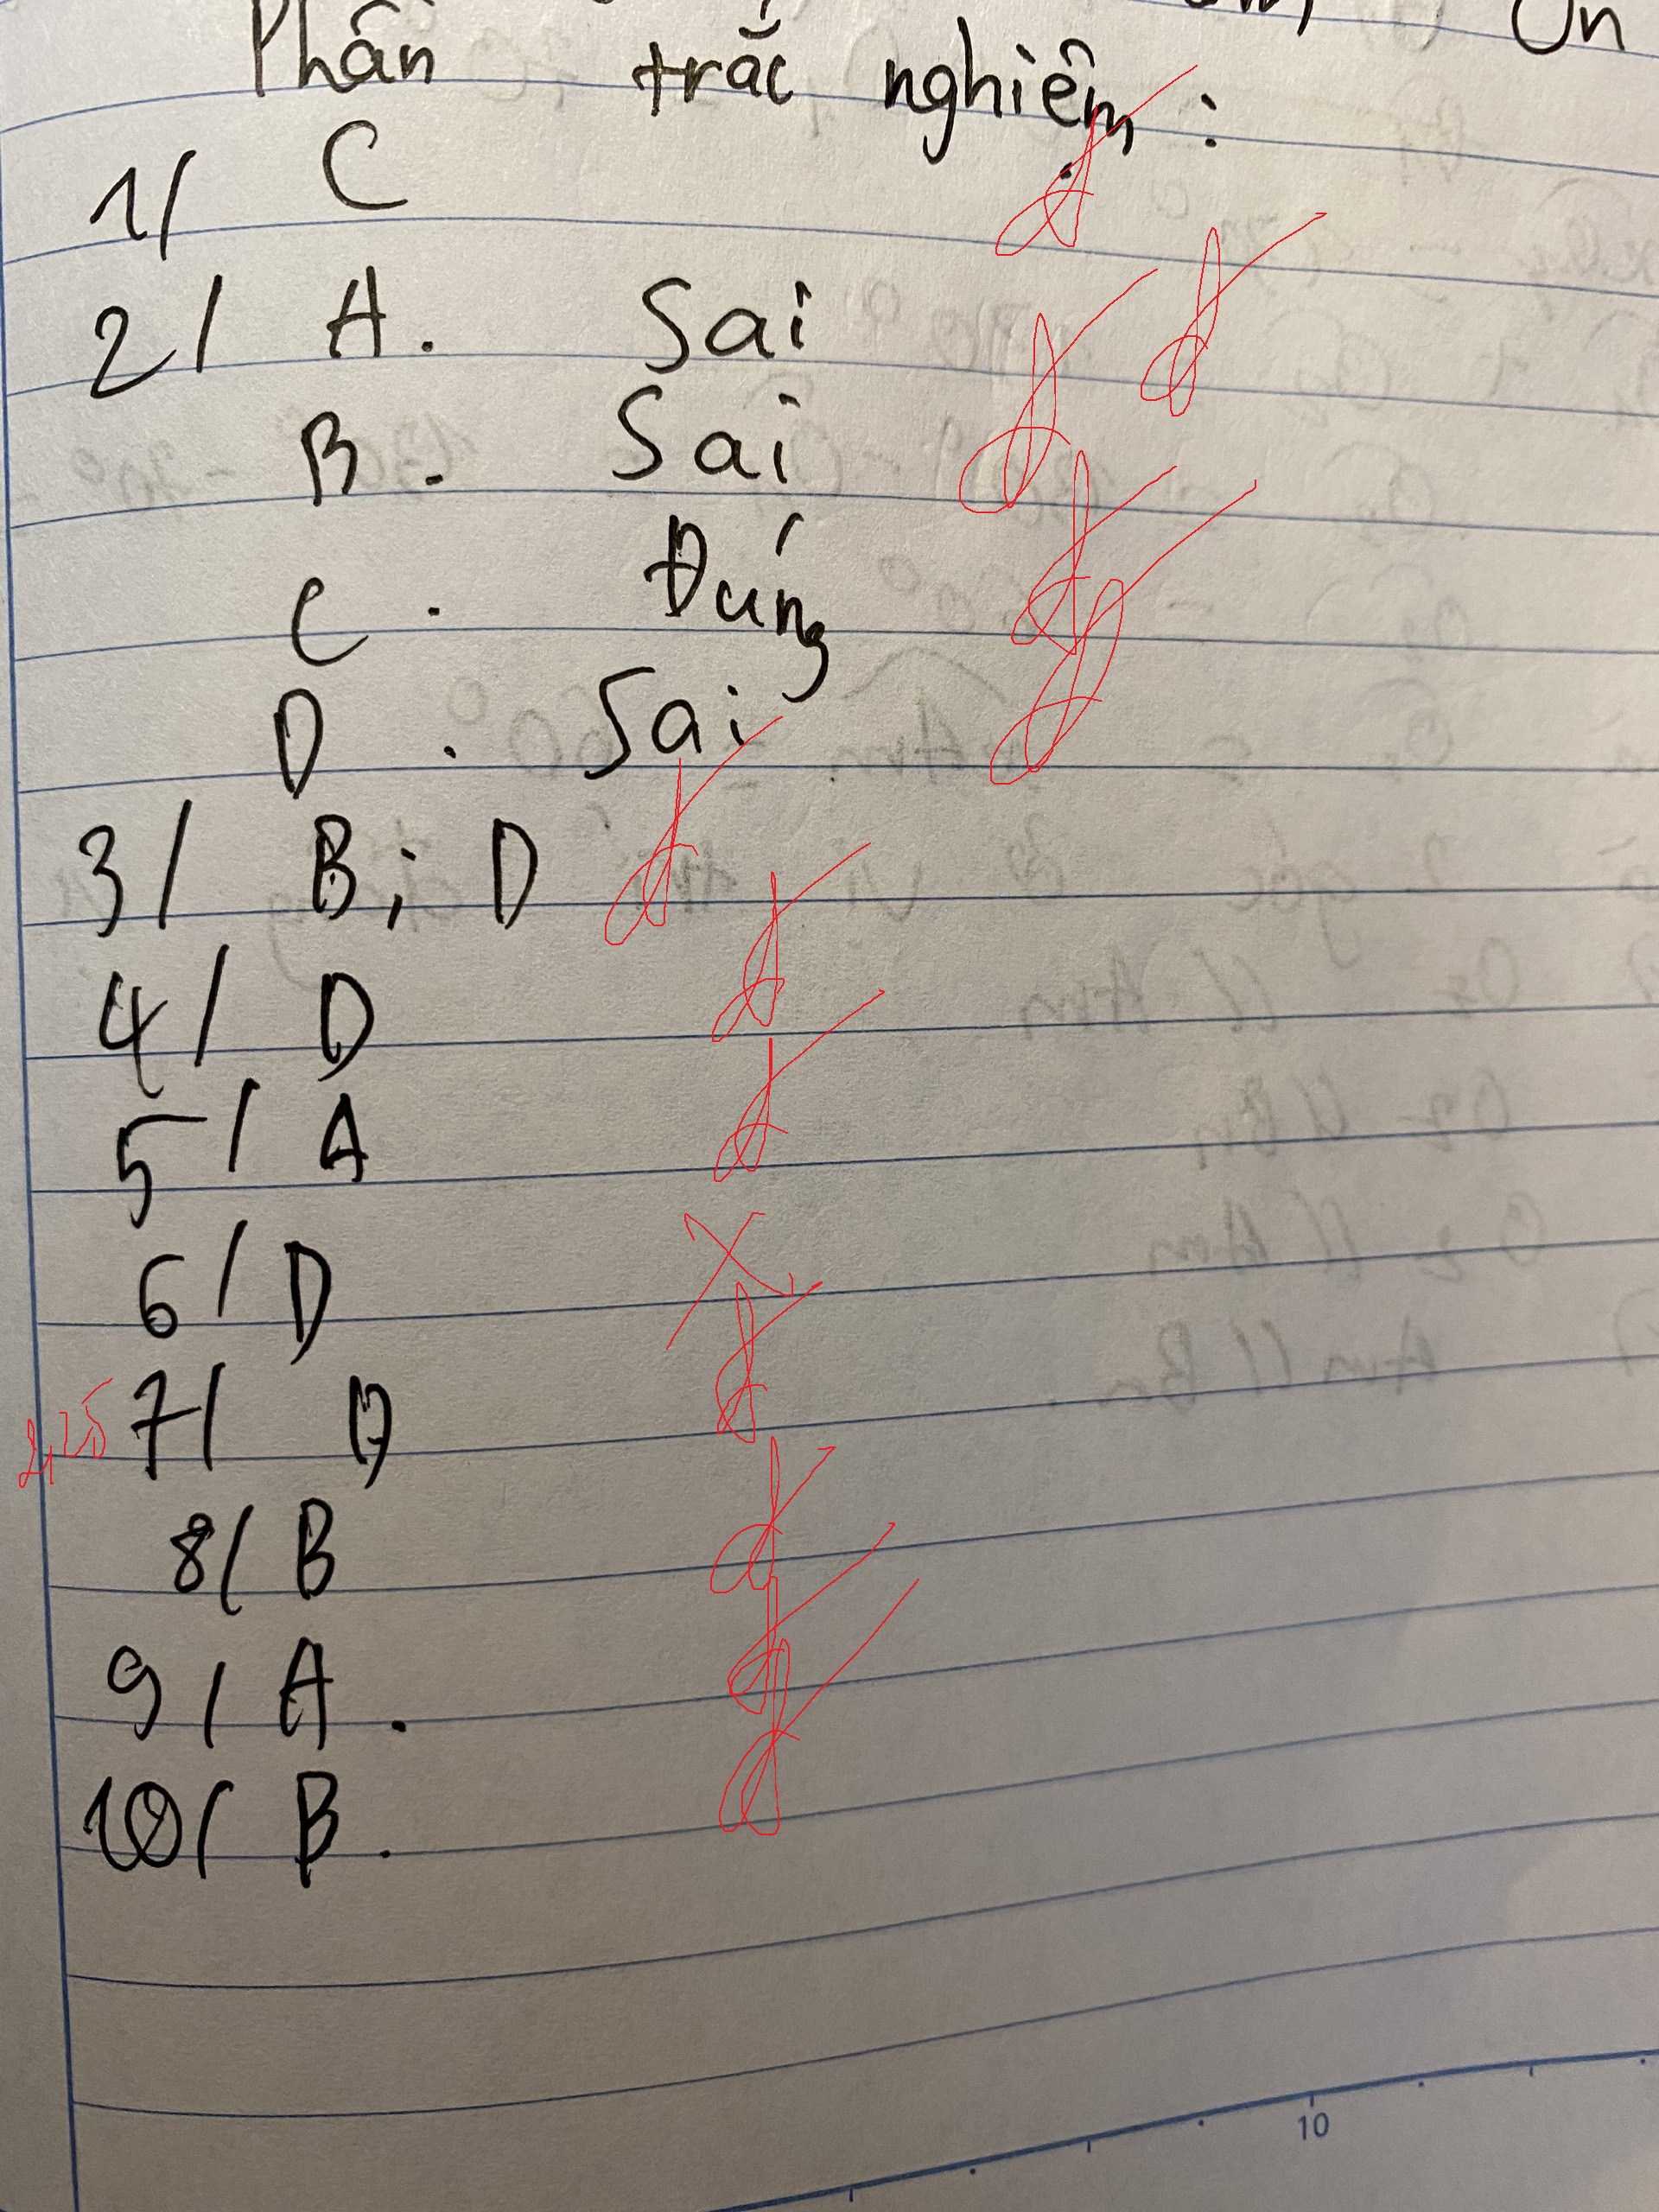 Ôn
Phần trắc nghiệm :
1/ C
2/ A. Sai
B. Sai
C. Đúng
D. Sai
3/ B; D
4/ D
5/ A
6/ D
7/ D
8/ B
9/ A.
10/ B.
2,25
10